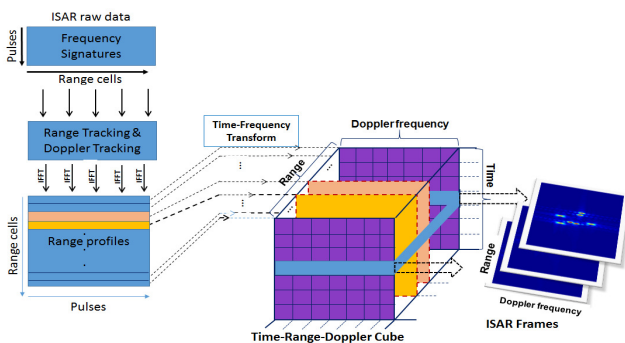 ISAR raw data
Pulses
Frequency
Signatures
Range cells
Range Tracking &
Doppler Tracking
IFFT IFFT IFFT IFFT IFFT
Range cells
Range profiles
Pulses
Time-Frequency
Transform
Doppler frequency
Range
Time
Time-Range-Doppler Cube
Range
Doppler frequency
ISAR Frames